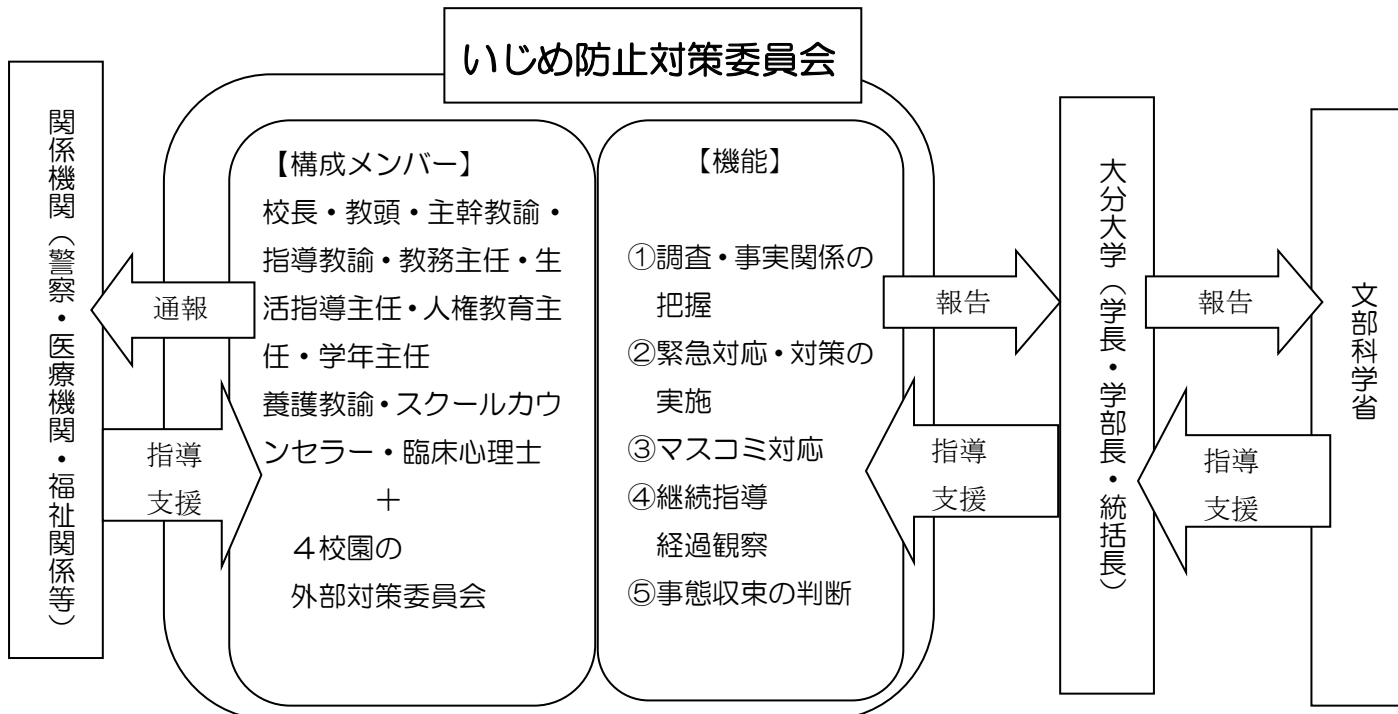 いじめ防止対策委員会
関係機関(警察・医療機関・福祉関係等)
通報
指導
支援
【構成メンバー】
校長・教頭・主幹教諭・
指導教諭・教務主任・生
活指導主任・人権教育主
任・学年主任
養護教諭・スクールカウ
ンセラー・臨床心理士
+
4校園の
外部対策委員会
【機能】
①調査・事実関係の
把握
②緊急対応・対策の
実施
③マスコミ対応
④継続指導
経過観察
⑤事態収束の判断
報告
指導
支援
大分大学(学長・学部長・統括長)
報告
指導
支援
文部科学省